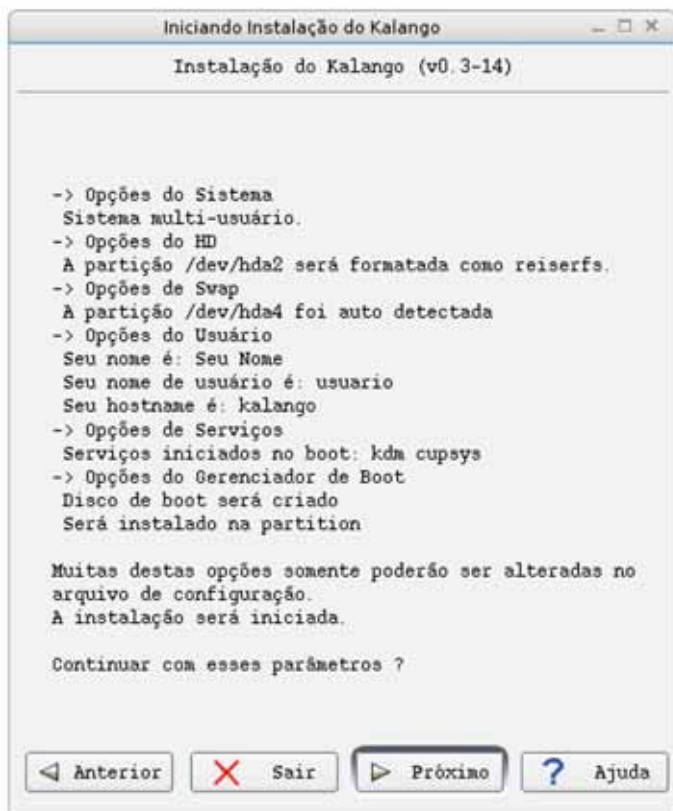 Iniciando Instalação do Kalango
Instalação do Kalango (v0.3-14)
-> Opções do Sistema
Sistema multi-usuário.
-> Opções do HD
A partição /dev/hda2 será formatada como reiserfs.
-> Opções de Swap
A partição /dev/hda4 foi auto detectada
-> Opções do Usuário
Seu nome é: Seu Nome
Seu nome de usuário é: usuario
Seu hostname é: kalango
-> Opções de Serviços
Serviços iniciados no boot: kdm cupsys
-> Opções do Gerenciador de Boot
Disco de boot será criado
Será instalado na partition
Muitas destas opções somente poderão ser alteradas no
arquivo de configuração.
A instalação será iniciada.
Continuar com esses parâmetros ?
Anterior
Sair
Próximo
Ajuda